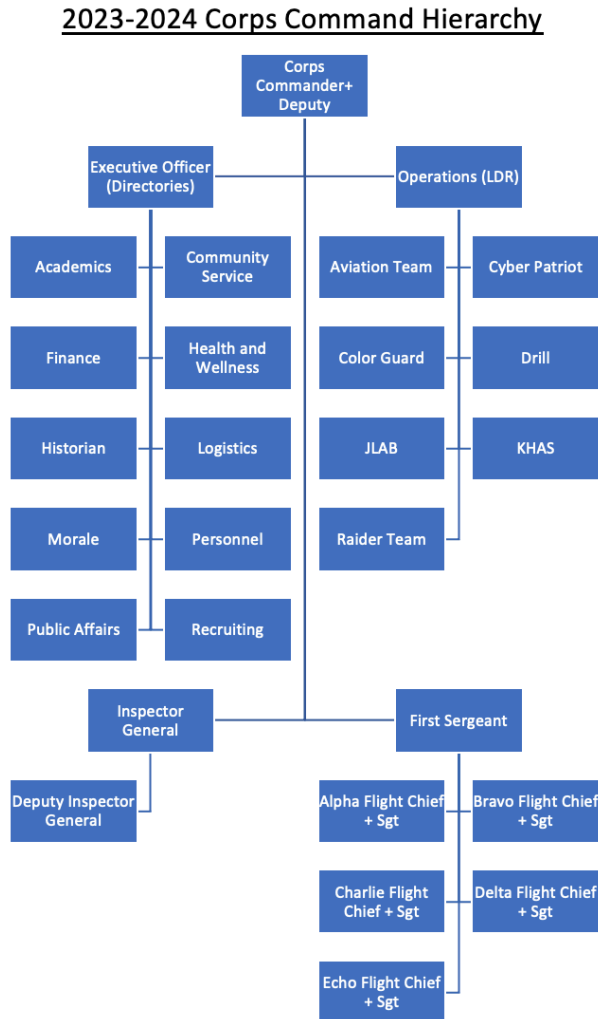 2023-2024 Corps Command Hierarchy
Corps
Commander+
Deputy
Executive Officer
(Directories)
Operations (LDR)
Academics
Community
Service
Aviation Team
Cyber Patriot
Finance
Health and
Wellness
Color Guard
Drill
Historian
Logistics
JLAB
KHAS
Morale
Personnel
Raider Team
Public Affairs
Recruiting
Inspector
General
First Sergeant
Deputy Inspector
General
Alpha Flight Chief
+ Sgt
Bravo Flight Chief
+ Sgt
Charlie Flight
Chief + Sgt
Delta Flight Chief
+ Sgt
Echo Flight Chief
+ Sgt